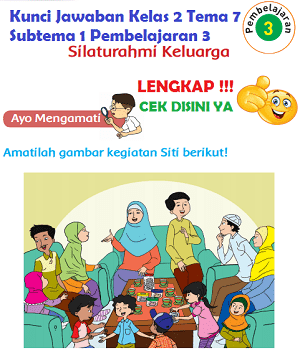 Kunci Jawaban Kelas 2 Tema 7
Subtema 1 Pembelajaran 3
Pembelajaran
3
Silaturahmi Keluarga
LENGKAP !!!
CEK DISINI YA
Ayo Mengamati
Amatilah gambar kegiatan Siti berikut!